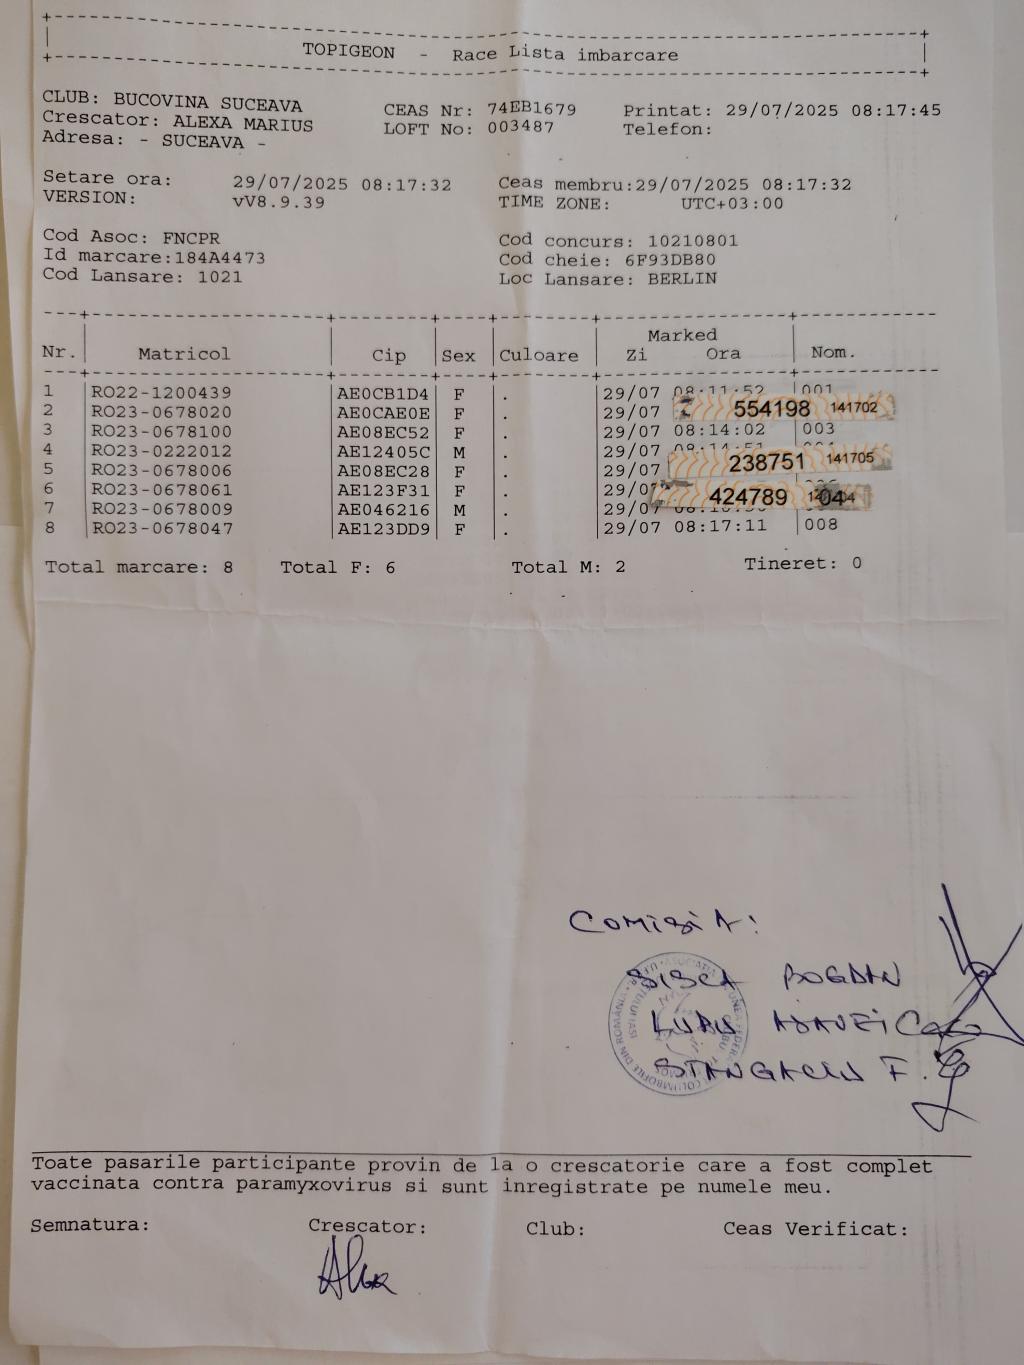 TOPIGEON - Race Lista imbarcare
CLUB: BUCOVINA SUCEAVA
Crescator: ALEXA MARIUS
Adresa: - SUCEAVA -
CEAS Nr: 74EB1679
LOFT No: 003487
Printat: 29/07/2025 08:17:45
Telefon:
Setare ora: 29/07/2025 08:17:32 Ceas membru:29/07/2025 08:17:32
VERSION: vV8.9.39 TIME ZONE: UTC+03:00
Cod Asoc: FNCPR Cod concurs: 10210801
Id marcare:184A4473 Cod cheie: 6F93DB80
Cod Lansare: 1021 Loc Lansare: BERLIN
Marked
Nr. Matricol Cip Sex Culoare Zi Ora Nom.
1 RO22-1200439 AE0CB1D4 F . 29/07 08:11:52 001
2 RO23-0678020 AE0CAE0E F . 29/07 554198 141702
3 RO23-0678100 AE08EC52 F . 29/07 08:14:02 003
4 RO23-0222012 AE12405C M . 29/07
5 RO23-0678006 AE08EC28 F . 29/07 238751 141705
6 RO23-0678061 AE123F31 F . 29/07 424789
7 RO23-0678009 AE046216 M . 29/07
8 RO23-0678047 AE123DD9 F . 29/07 08:17:11 008
Total marcare: 8 Total F: 6 Total M: 2 Tineret: 0
COMISIA:
SISCA BOGDAN
STANGACIU F.
Toate pasarile participante provin de la o crescatorie care a fost complet
vaccinata contra paramyxovirus si sunt inregistrate pe numele meu.
Semnatura: Crescator: Club: Ceas Verificat: